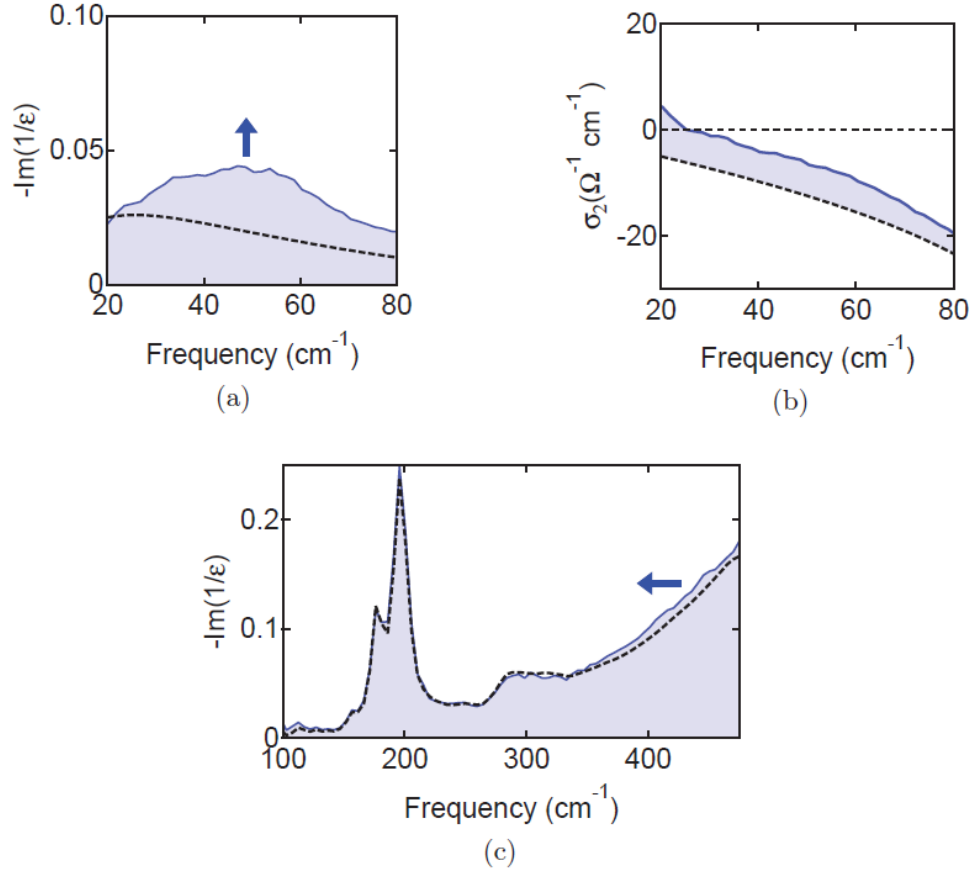 0.10
-Im(1/ε)
0.05
0
20 40 60 80
Frequency (cm⁻¹)
(a)
20
σ₂(Ω⁻¹ cm⁻¹)
0
-20
20 40 60 80
Frequency (cm⁻¹)
(b)
0.2
-Im(1/ε)
0.1
0
100 200 300 400
Frequency (cm⁻¹)
(c)